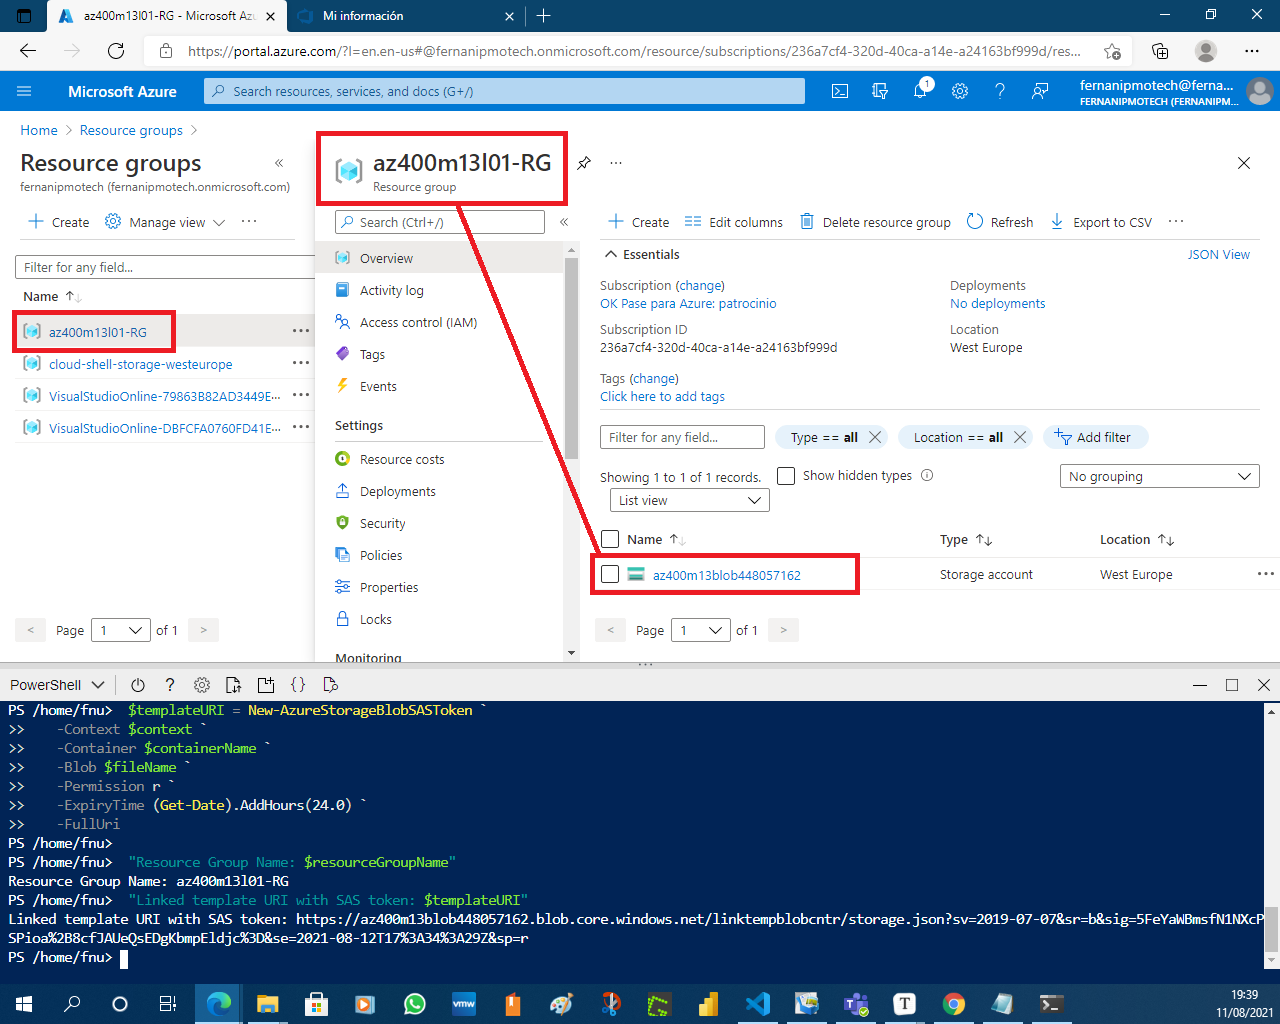 az400m13l01-RG - Microsoft Azu
Mi información
https://portal.azure.com/?l=en.en-us#@fernanipmotech.onmicrosoft.com/resource/subscriptions/236a7cf4-320d-40ca-a14e-a24163bf999d/res...
Microsoft Azure
Search resources, services, and docs (G+/)
1
fernanipmotech@ferna...
FERNANIPMOTECH (FERNANIPM...
Home > Resource groups >
Resource groups
fernanipmotech (fernanipmotech.onmicrosoft.com)
Create
Manage view
Filter for any field...
Name
az400m13l01-RG
cloud-shell-storage-westeurope
VisualStudioOnline-79863B82AD3449E...
VisualStudioOnline-DBFCFA0760FD41E...
< Page 1 of 1 >
az400m13l01-RG
Resource group
Search (Ctrl+/)
Overview
Activity log
Access control (IAM)
Tags
Events
Settings
Resource costs
Deployments
Security
Policies
Properties
Locks
Monitoring
Create
Edit columns
Delete resource group
Refresh
Export to CSV
Essentials
JSON View
Subscription (change)
OK Pase para Azure: patrocinio
Subscription ID
236a7cf4-320d-40ca-a14e-a24163bf999d
Deployments
No deployments
Location
West Europe
Tags (change)
Click here to add tags
Filter for any field...
Type == all
Location == all
Add filter
Showing 1 to 1 of 1 records.
Show hidden types
No grouping
List view
Name
Type
Location
az400m13blob448057162
Storage account
West Europe
< Page 1 of 1 >
PowerShell
PS /home/fnu> $templateURI = New-AzureStorageBlobSASToken `
>> -Context $context `
>> -Container $containerName `
>> -Blob $fileName `
>> -Permission r `
>> -ExpiryTime (Get-Date).AddHours(24.0) `
>> -FullUri
PS /home/fnu>
PS /home/fnu> "Resource Group Name: $resourceGroupName"
Resource Group Name: az400m13l01-RG
PS /home/fnu> "Linked template URI with SAS token: $templateURI"
Linked template URI with SAS token: https://az400m13blob448057162.blob.core.windows.net/linktempblobcntr/storage.json?sv=2019-07-07&sr=b&sig=5FeYaWBmsfN1NXcP
SPioa%2B8cfJAUeQsEDgKbmpEldjc%3D&se=2021-08-12T17%3A34%3A29Z&sp=r
PS /home/fnu>
vmw
T
19:39
11/08/2021